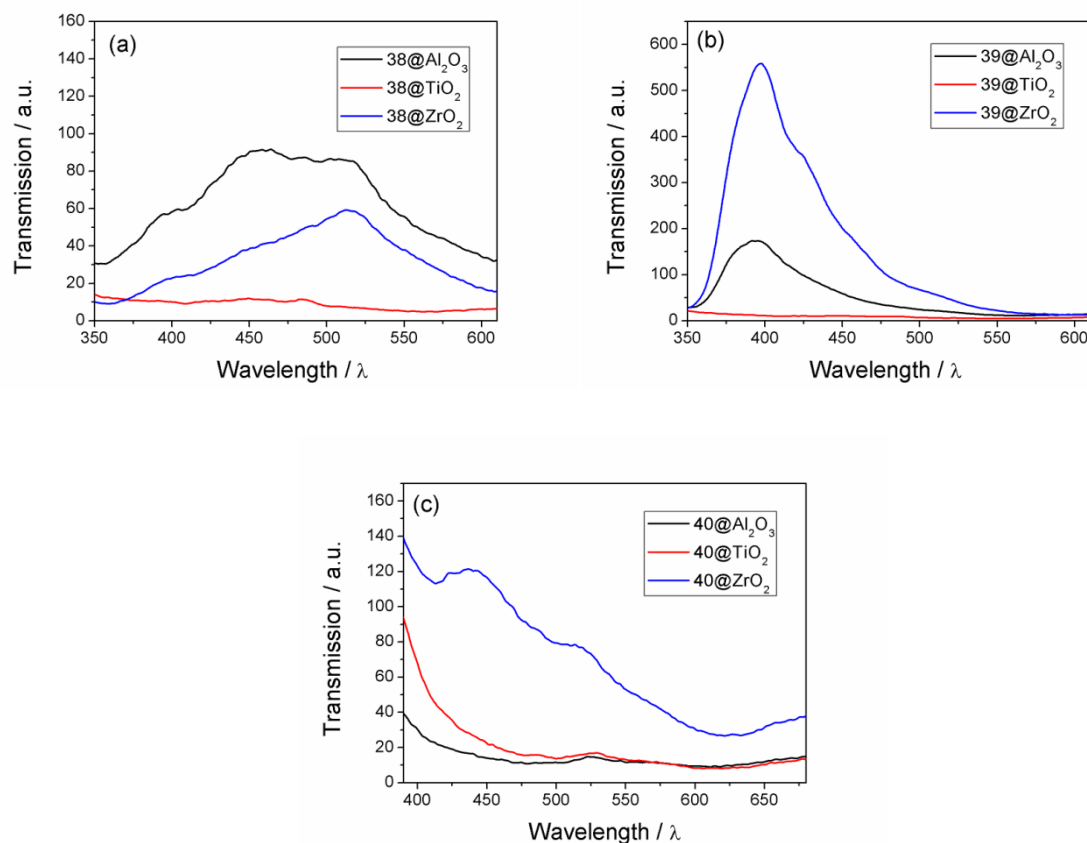 (a)
38@Al₂O₃
38@TiO₂
38@ZrO₂
160
140
120
100
80
60
40
20
0
Transmission / a.u.
350 400 450 500 550 600
Wavelength / λ
(b)
39@Al₂O₃
39@TiO₂
39@ZrO₂
600
500
400
300
200
100
0
Transmission / a.u.
350 400 450 500 550 600
Wavelength / λ
(c)
40@Al₂O₃
40@TiO₂
40@ZrO₂
160
140
120
100
80
60
40
20
0
Transmission / a.u.
400 450 500 550 600 650
Wavelength / λ